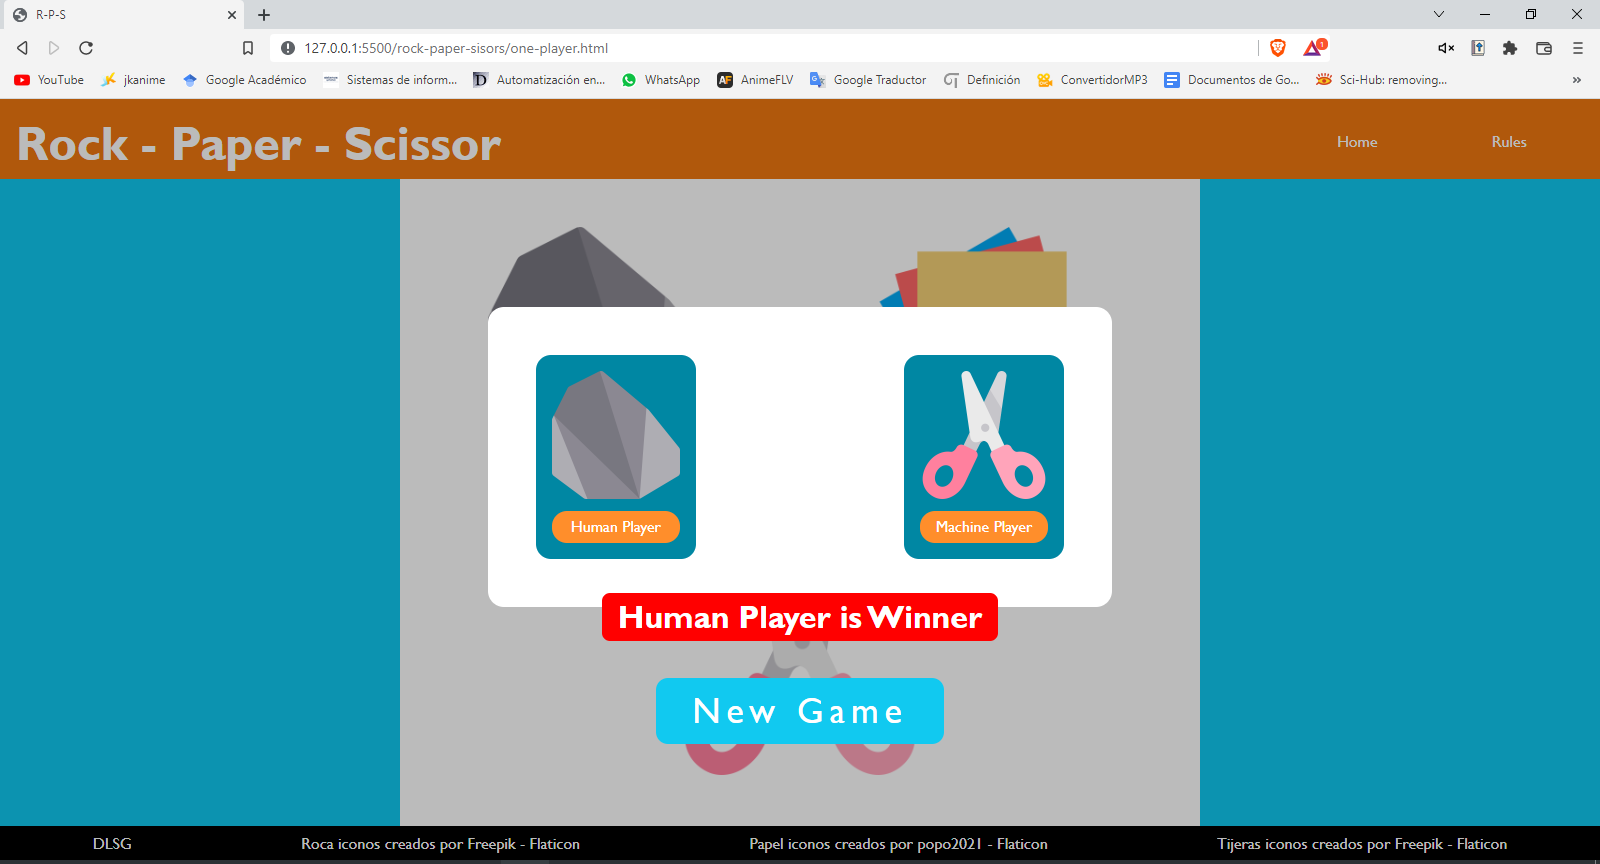 R-P-S
127.0.0.1:5500/rock-paper-sisors/one-player.html
1
YouTube
jkanime
Google Académico
Sistemas de inform...
Automatización en...
WhatsApp
AF
AnimeFLV
Google Traductor
Definición
ConvertidorMP3
Documentos de Go...
Sci-Hub: removing...
»
Rock - Paper - Scissor
Home
Rules
Human Player
Machine Player
Human Player is Winner
New Game
DLSG
Roca iconos creados por Freepik - Flaticon
Papel iconos creados por popo2021 - Flaticon
Tijeras iconos creados por Freepik - Flaticon